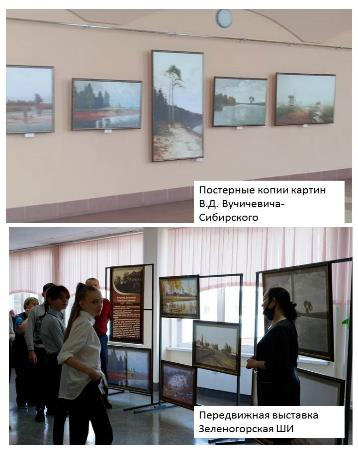 Постерные копии картин
В.Д. Вучичевича-
Сибирского
Передвижная выставка
Зеленогорская ШИ